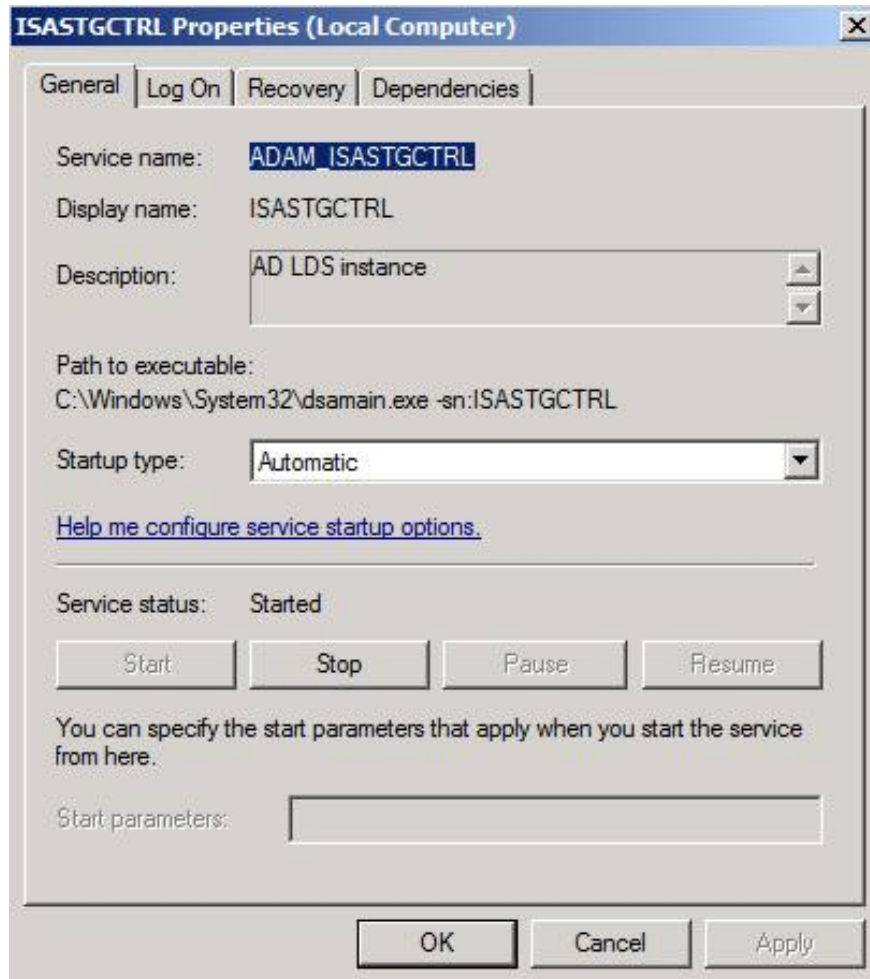 ISASTGCTRL Properties (Local Computer)
General Log On Recovery Dependencies
Service name: ADAM_ISASTGCTRL
Display name: ISASTGCTRL
Description: AD LDS instance
Path to executable:
C:\Windows\System32\dsamain.exe -sn:ISASTGCTRL
Startup type: Automatic
Help me configure service startup options.
Service status: Started
Start Stop Pause Resume
You can specify the start parameters that apply when you start the service
from here.
Start parameters:
OK Cancel Apply